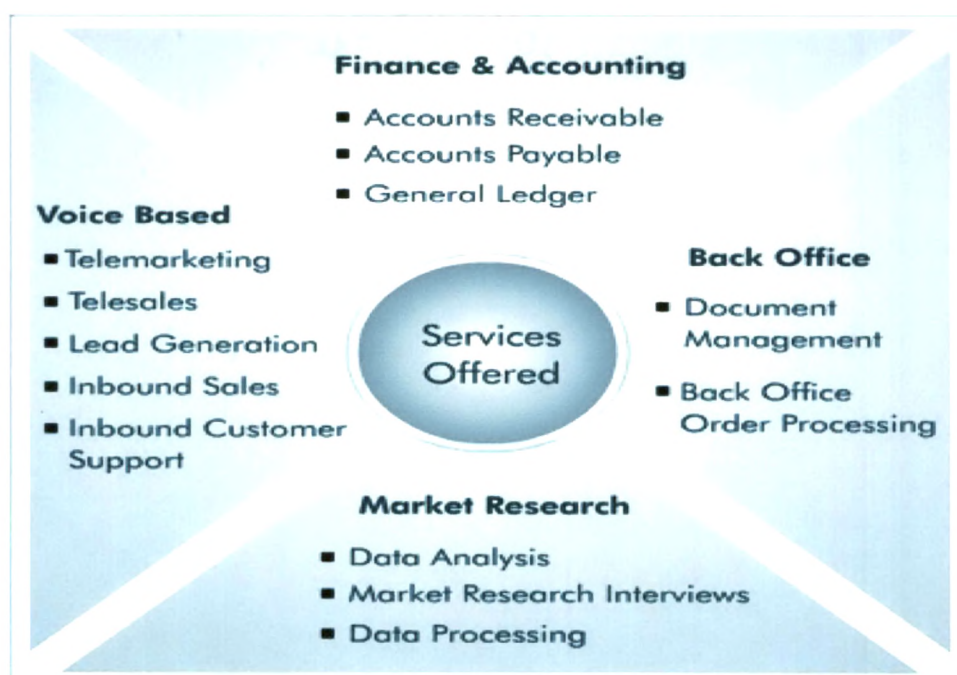 Finance & Accounting
▪ Accounts Receivable
▪ Accounts Payable
▪ General Ledger
Voice Based
▪ Telemarketing
▪ Telesales
▪ Lead Generation
▪ Inbound Sales
▪ Inbound Customer
Support
Services
Offered
Back Office
▪ Document
Management
▪ Back Office
Order Processing
Market Research
▪ Data Analysis
▪ Market Research Interviews
▪ Data Processing